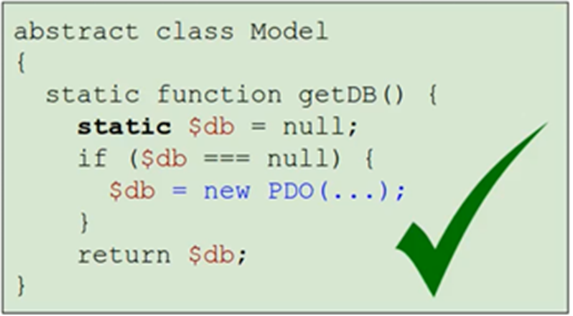 abstract class Model
{
  static function getDB() {
    static $db = null;
    if ($db === null) {
      $db = new PDO(...);
    }
    return $db;
}